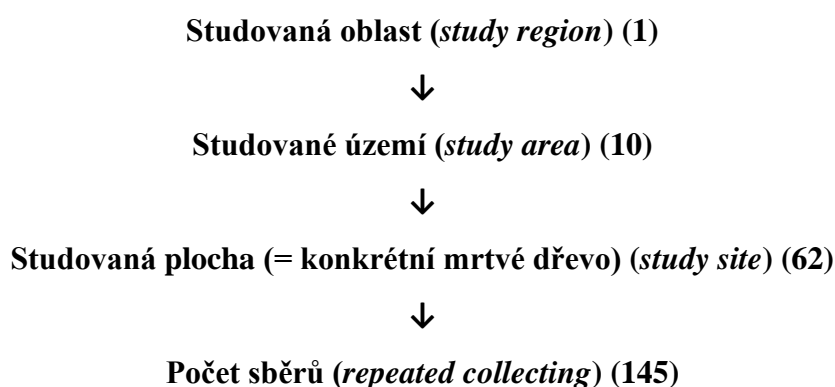 Studovaná oblast (study region) (1)
↓
Studované území (study area) (10)
↓
Studovaná plocha (= konkrétní mrtvé dřevo) (study site) (62)
↓
Počet sběrů (repeated collecting) (145)